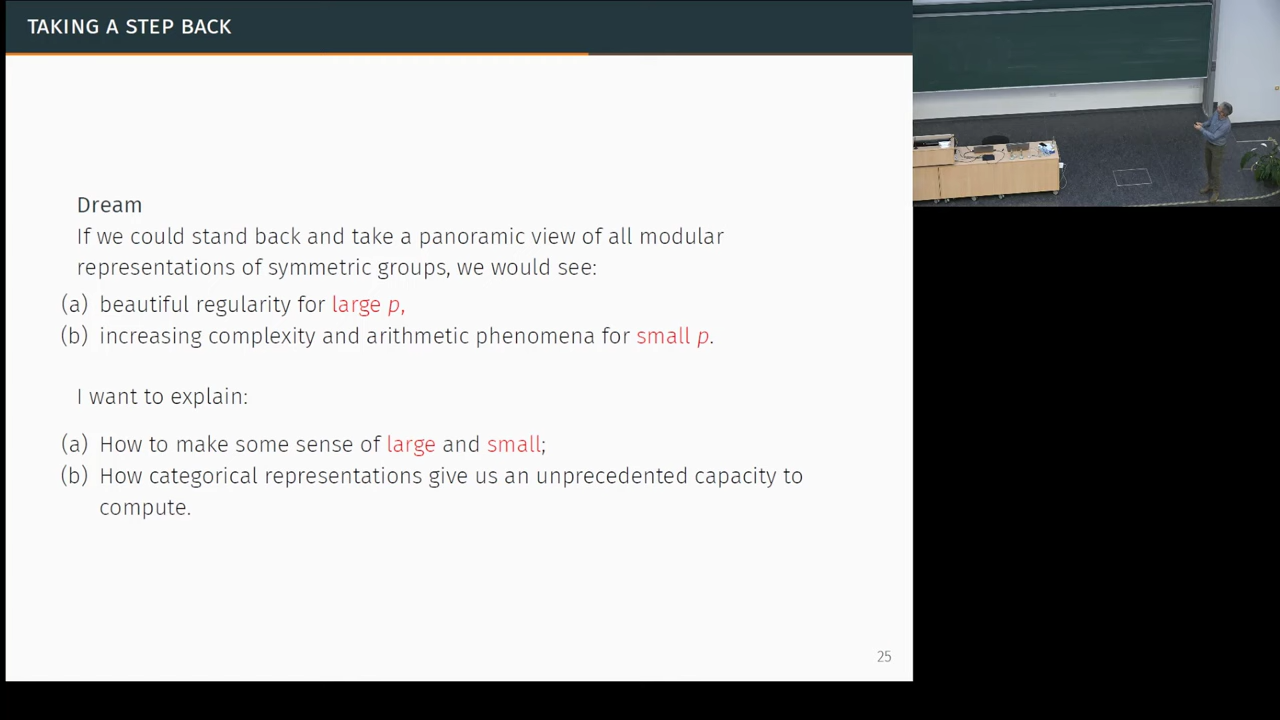 TAKING A STEP BACK
Dream
If we could stand back and take a panoramic view of all modular
representations of symmetric groups, we would see:
(a) beautiful regularity for large p,
(b) increasing complexity and arithmetic phenomena for small p.
I want to explain:
(a) How to make some sense of large and small;
(b) How categorical representations give us an unprecedented capacity to
compute.
25